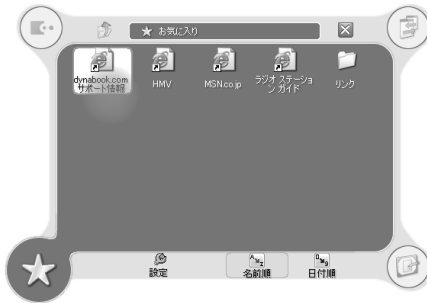 お気に入り
dynabook.com
サポート情報
HMV
MSN.co.jp
ラジオ ステーショ
ン ガイド
リンク
設定
名前順
日付順